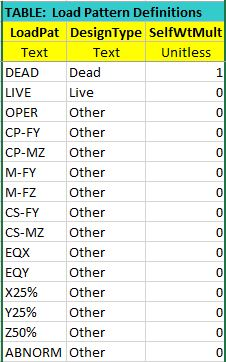 TABLE: Load Pattern Definitions
LoadPat DesignType SelfWtMult
Text Text Unitless
DEAD Dead 1
LIVE Live 0
OPER Other 0
CP-FY Other 0
CP-MZ Other 0
M-FY Other 0
M-FZ Other 0
CS-FY Other 0
CS-MZ Other 0
EQX Other 0
EQY Other 0
X25% Other 0
Y25% Other 0
Z50% Other 0
ABNORM Other 0